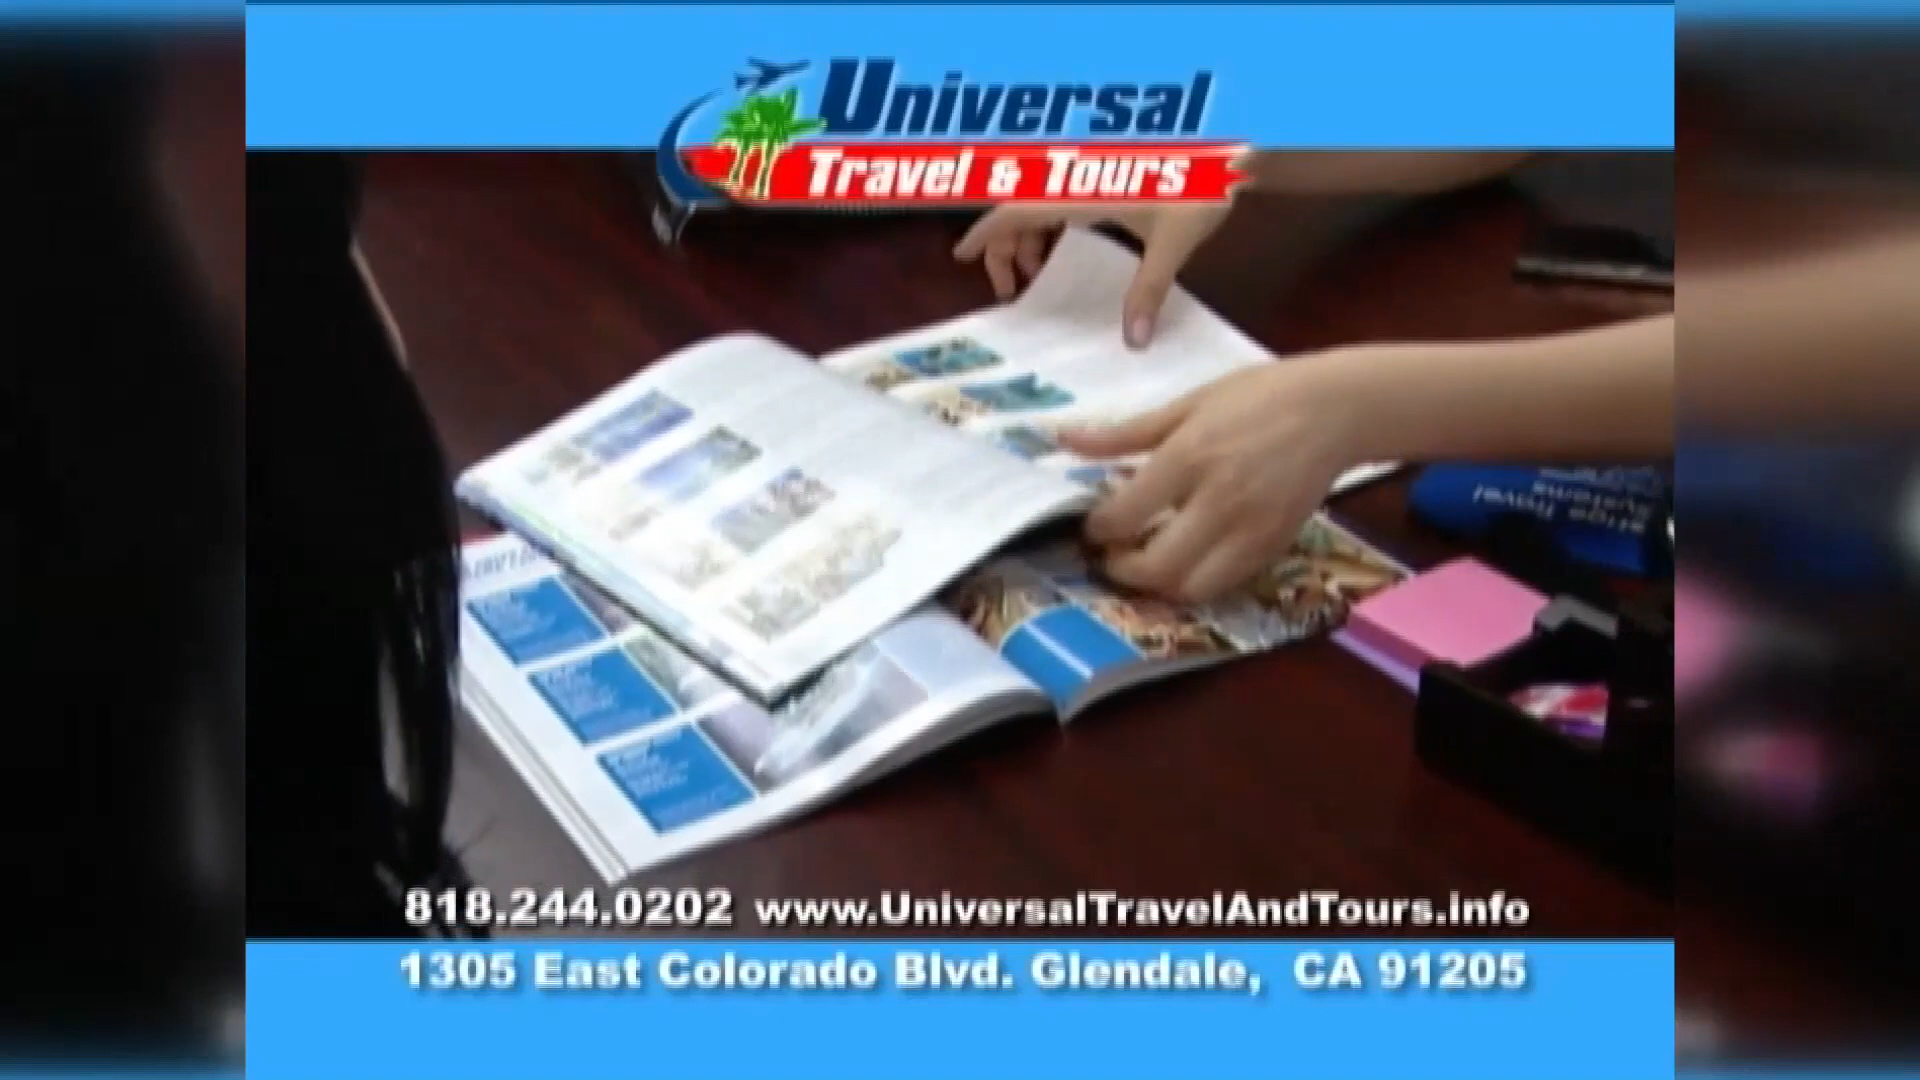 Universal
Travel & Tours
818.244.0202 www.UniversalTravelAndTours.info
1305 East Colorado Blvd. Glendale, CA 91205